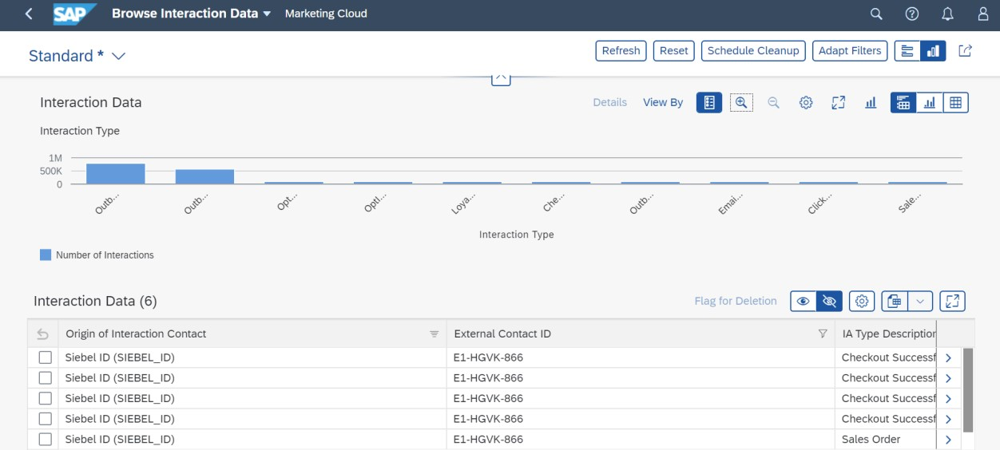 SAP Browse Interaction Data Marketing Cloud
Standard *
Refresh Reset Schedule Cleanup Adapt Filters
Interaction Data
Details View By
Interaction Type
1M
500K
0
Outb... Outb... Opt... OptI... Loya... Che... Outb... Emai... Click... Sale...
Interaction Type
Number of Interactions
Interaction Data (6)
Flag for Deletion
Origin of Interaction Contact External Contact ID IA Type Description
Siebel ID (SIEBEL_ID) E1-HGVK-866 Checkout Successf
Siebel ID (SIEBEL_ID) E1-HGVK-866 Checkout Successf
Siebel ID (SIEBEL_ID) E1-HGVK-866 Checkout Successf
Siebel ID (SIEBEL_ID) E1-HGVK-866 Checkout Successf
Siebel ID (SIEBEL_ID) E1-HGVK-866 Sales Order